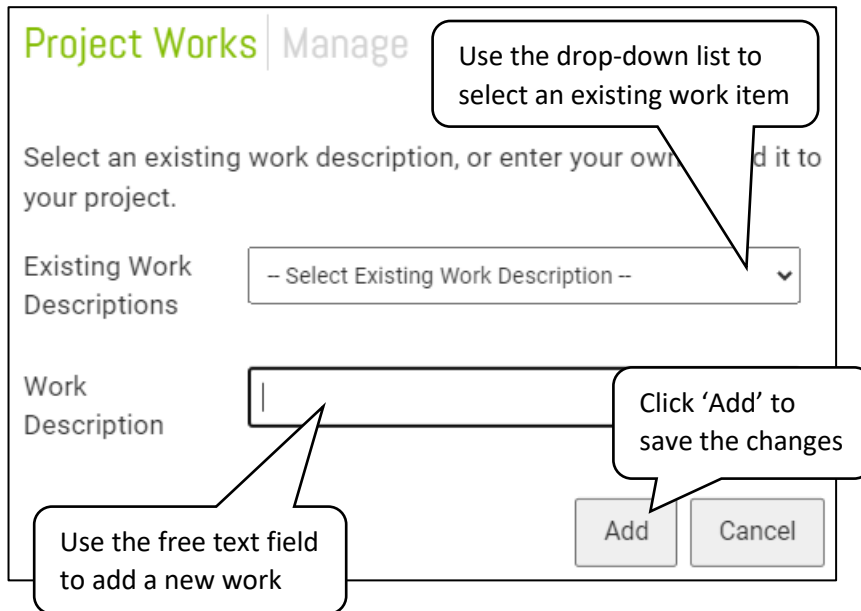 Project Works Manage
Use the drop-down list to
select an existing work item
Select an existing work description, or enter your own d it to
your project.
Existing Work
Descriptions
-- Select Existing Work Description --
Work
Description
Click ‘Add’ to
save the changes
Use the free text field
to add a new work
Add
Cancel